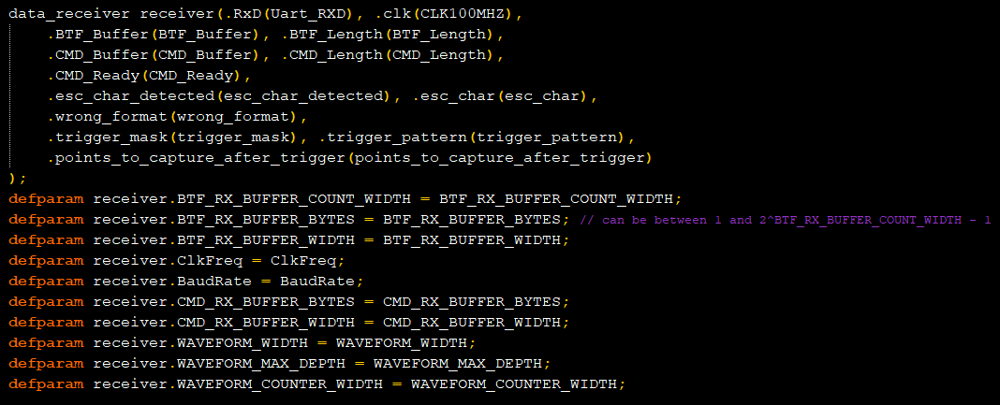 data_receiver receiver(.RxD(Uart_RXD), .clk(CLK100MHZ),
    .BTF_Buffer(BTF_Buffer), .BTF_Length(BTF_Length),
    .CMD_Buffer(CMD_Buffer), .CMD_Length(CMD_Length),
    .CMD_Ready(CMD_Ready),
    .esc_char_detected(esc_char_detected), .esc_char(esc_char),
    .wrong_format(wrong_format),
    .trigger_mask(trigger_mask), .trigger_pattern(trigger_pattern),
    .points_to_capture_after_trigger(points_to_capture_after_trigger)
);
defparam receiver.BTF_RX_BUFFER_COUNT_WIDTH = BTF_RX_BUFFER_COUNT_WIDTH;
defparam receiver.BTF_RX_BUFFER_BYTES = BTF_RX_BUFFER_BYTES; // can be between 1 and 2^BTF_RX_BUFFER_COUNT_WIDTH - 1
defparam receiver.BTF_RX_BUFFER_WIDTH = BTF_RX_BUFFER_WIDTH;
defparam receiver.ClkFreq = ClkFreq;
defparam receiver.BaudRate = BaudRate;
defparam receiver.CMD_RX_BUFFER_BYTES = CMD_RX_BUFFER_BYTES;
defparam receiver.CMD_RX_BUFFER_WIDTH = CMD_RX_BUFFER_WIDTH;
defparam receiver.WAVEFORM_WIDTH = WAVEFORM_WIDTH;
defparam receiver.WAVEFORM_MAX_DEPTH = WAVEFORM_MAX_DEPTH;
defparam receiver.WAVEFORM_COUNTER_WIDTH = WAVEFORM_COUNTER_WIDTH;